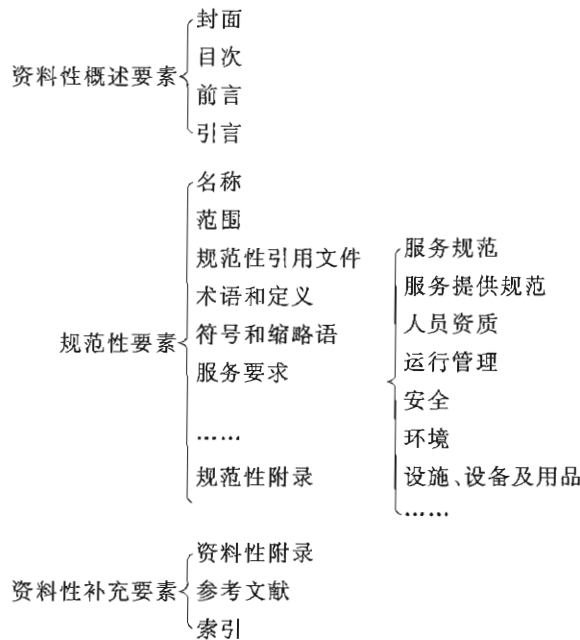 资料性概述要素
封面
目次
前言
引言
规范性要素
名称
范围
规范性引用文件
术语和定义
符号和缩略语
服务要求
……
规范性附录
服务规范
服务提供规范
人员资质
运行管理
安全
环境
设施、设备及用品
……
资料性补充要素
资料性附录
参考文献
索引